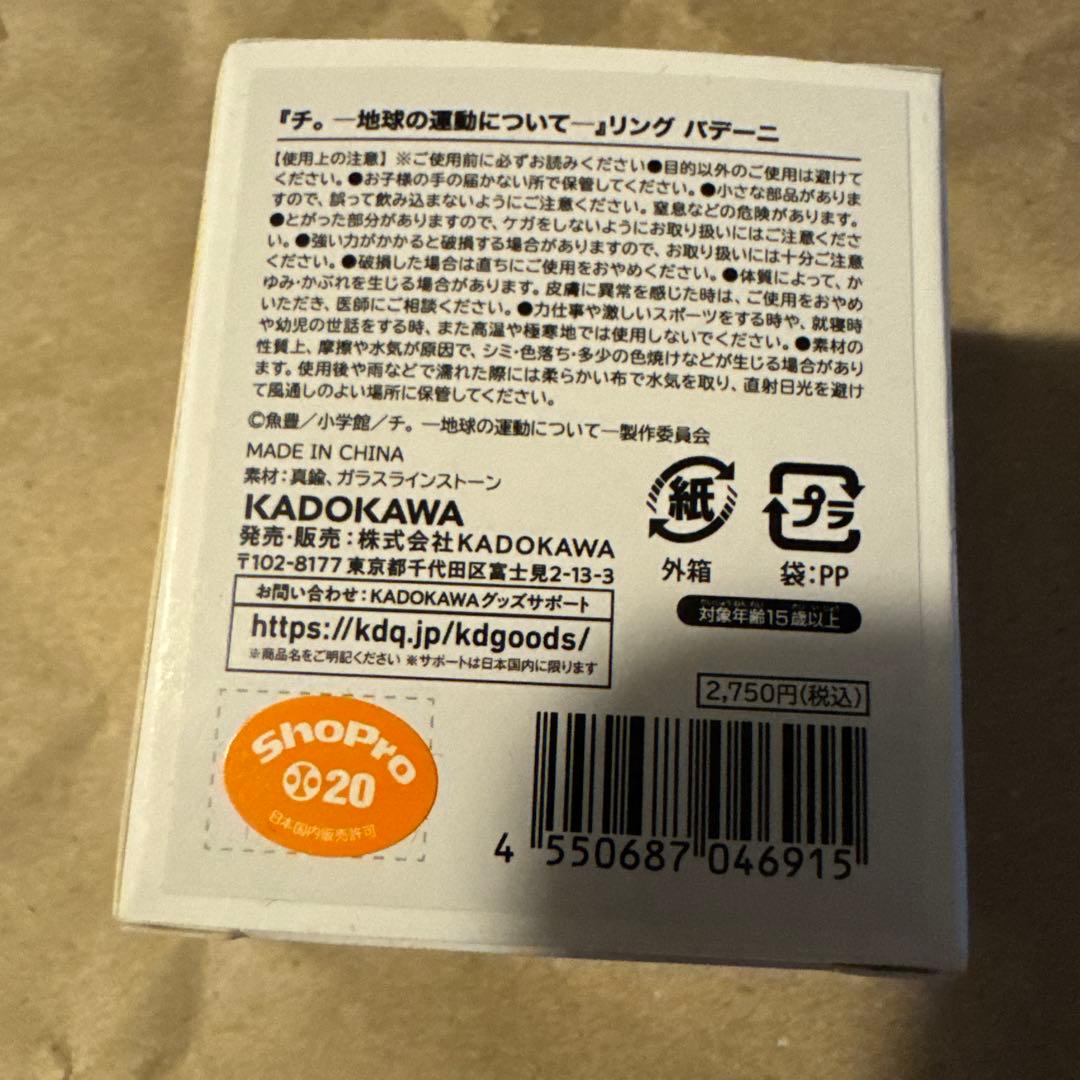 『チ。―地球の運動について―』リング バデーニ
【使用上の注意】※ご使用前に必ずお読みください●目的以外のご使用は避けて
ください。●お子様の手の届かない所で保管してください。●小さな部品がありま
すので、誤って飲み込まないようにご注意ください。窒息などの危険があります。
●とがった部分がありますので、ケガをしないようにお取り扱いにはご注意くださ
い。●強い力がかかると破損する場合がありますので、お取り扱いには十分ご注意
ください。●破損した場合は直ちにご使用をおやめください。●体質によって、か
ゆみ・かぶれを生じる場合があります。皮膚に異常を感じた時は、ご使用をおやめ
いただき、医師にご相談ください。●力仕事や激しいスポーツをする時や、就寝時
や幼児の世話をする時、また高温や極寒地では使用しないでください。●素材の
性質上、摩擦や水気が原因で、シミ・色落ち・多少の色焼けなどが生じる場合があり
ます。使用後や雨などで濡れた際には柔らかい布で水気を取り、直射日光を避け
て風通しのよい場所に保管してください。
©魚豊／小学館／チ。 ―地球の運動について―製作委員会
MADE IN CHINA
素材：真鍮、ガラスラインストーン
KADOKAWA
発売・販売：株式会社KADOKAWA
〒102-8177 東京都千代田区富士見2-13-3
お問い合わせ：KADOKAWAグッズサポート
https://kdq.jp/kdgoods/
※商品名をご明記ください ※サポートは日本国内に限ります
紙
外箱
プラ
袋：PP
対象年齢15歳以上
2,750円(税込)
ShoPro
20
日本国内販売許可
4 550687 046915